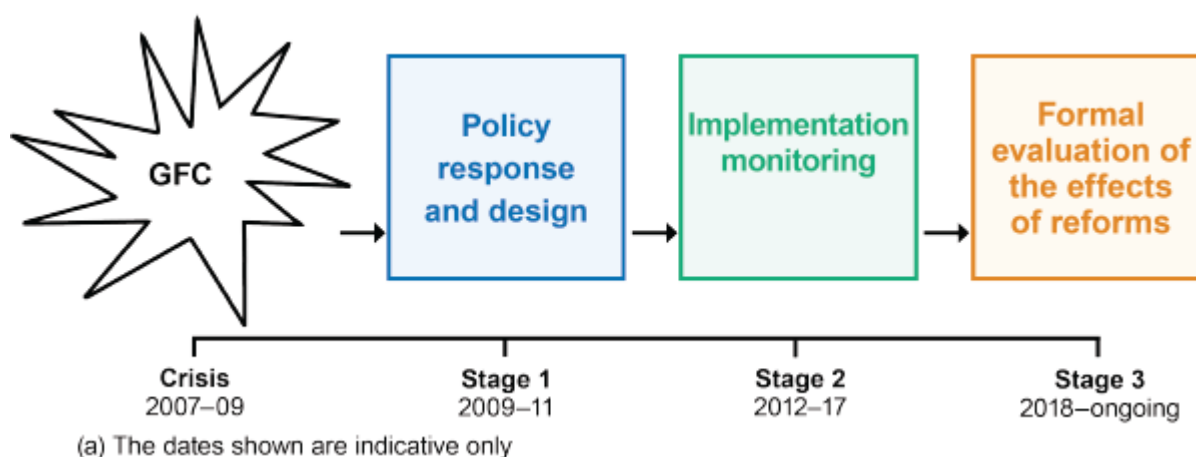 GFC
Policy
response
and design
Implementation
monitoring
Formal
evaluation of
the effects
of reforms
Crisis
2007–09
Stage 1
2009–11
Stage 2
2012–17
Stage 3
2018–ongoing
(a) The dates shown are indicative only